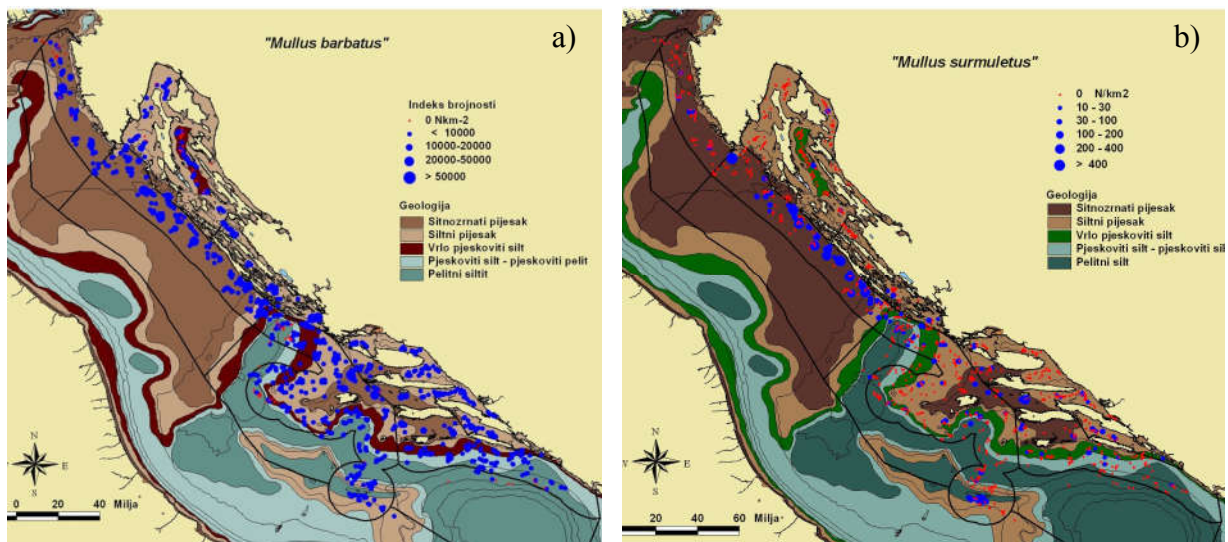 a)
"Mullus barbatus"
Indeks brojnosti
0 Nkm-2
< 10000
10000-20000
20000-50000
> 50000
Geologija
Sitnozrnati pijesak
Siltni pijesak
Vrlo pjeskoviti silt
Pjeskoviti silt - pjeskoviti pelit
Pelitni siltit
N
E
S
0 20 40 Milja
b)
"Mullus surmuletus"
0 N/km2
10 - 30
30 - 100
100 - 200
200 - 400
> 400
Geologija
Sitnozrnati pijesak
Siltni pijesak
Vrlo pjeskoviti silt
Pjeskoviti silt - pjeskoviti sil
Pelitni silt
N
V E
S
20 40 60 Milja